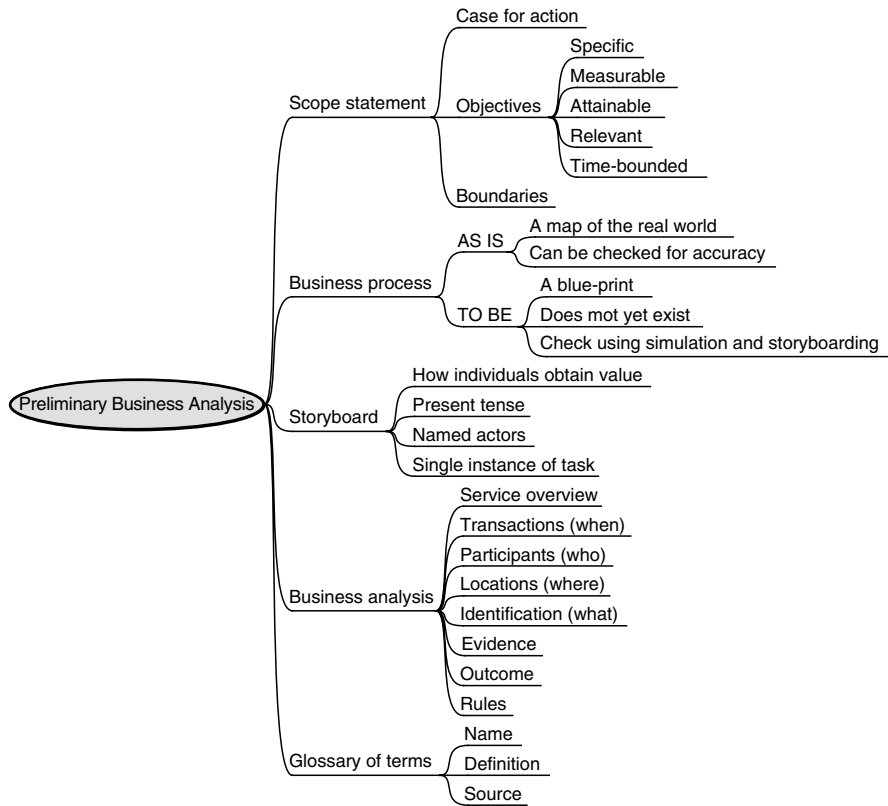 Preliminary Business Analysis
Scope statement
Case for action
Objectives
Specific
Measurable
Attainable
Relevant
Time-bounded
Boundaries
Business process
AS IS
A map of the real world
Can be checked for accuracy
TO BE
A blue-print
Does mot yet exist
Check using simulation and storyboarding
Storyboard
How individuals obtain value
Present tense
Named actors
Single instance of task
Business analysis
Service overview
Transactions (when)
Participants (who)
Locations (where)
Identification (what)
Evidence
Outcome
Rules
Glossary of terms
Name
Definition
Source